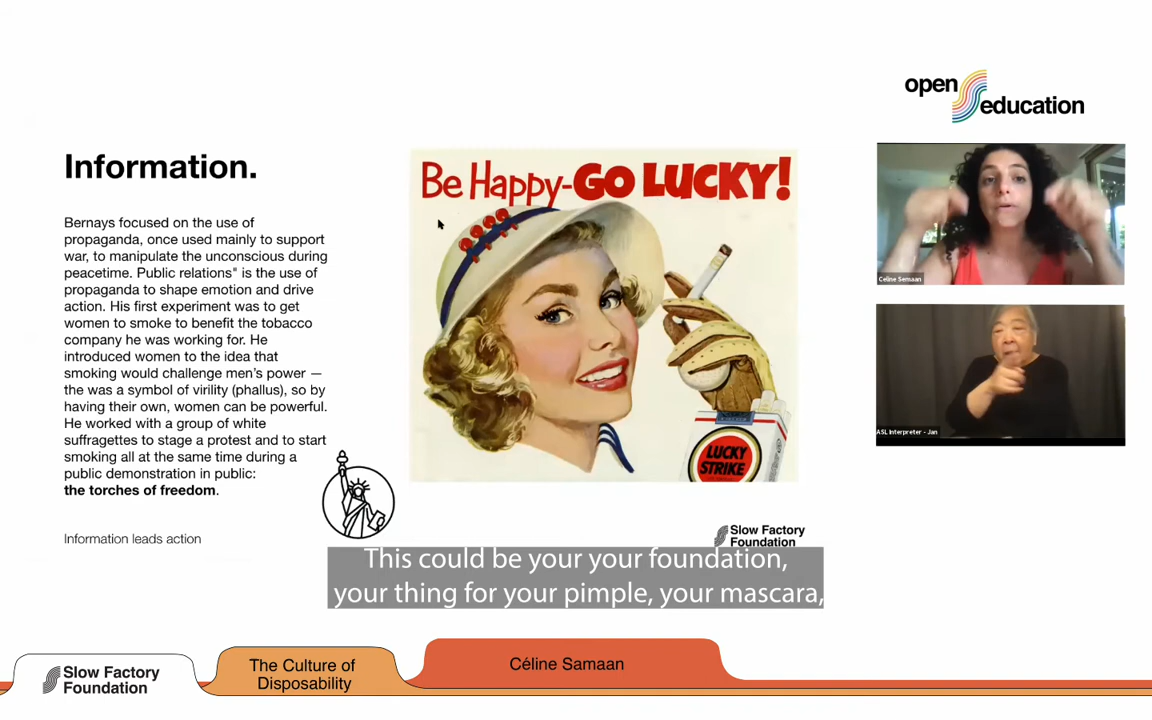 open
education
Information.
Bernays focused on the use of
propaganda, once used mainly to support
war, to manipulate the unconscious during
peacetime. Public relations" is the use of
propaganda to shape emotion and drive
action. His first experiment was to get
women to smoke to benefit the tobacco
company he was working for. He
introduced women to the idea that
smoking would challenge men's power —
the was a symbol of virility (phallus), so by
having their own, women can be powerful.
He worked with a group of white
suffragettes to stage a protest and to start
smoking all at the same time during a
public demonstration in public:
the torches of freedom.
Information leads action
Be Happy-GO LUCKY!
LUCKY
STRIKE
Celine Semaan
ASL Interpreter - Jan
Slow Factory
Foundation
This could be your your foundation,
your thing for your pimple, your mascara,
Slow Factory
Foundation
The Culture of
Disposability
Céline Samaan